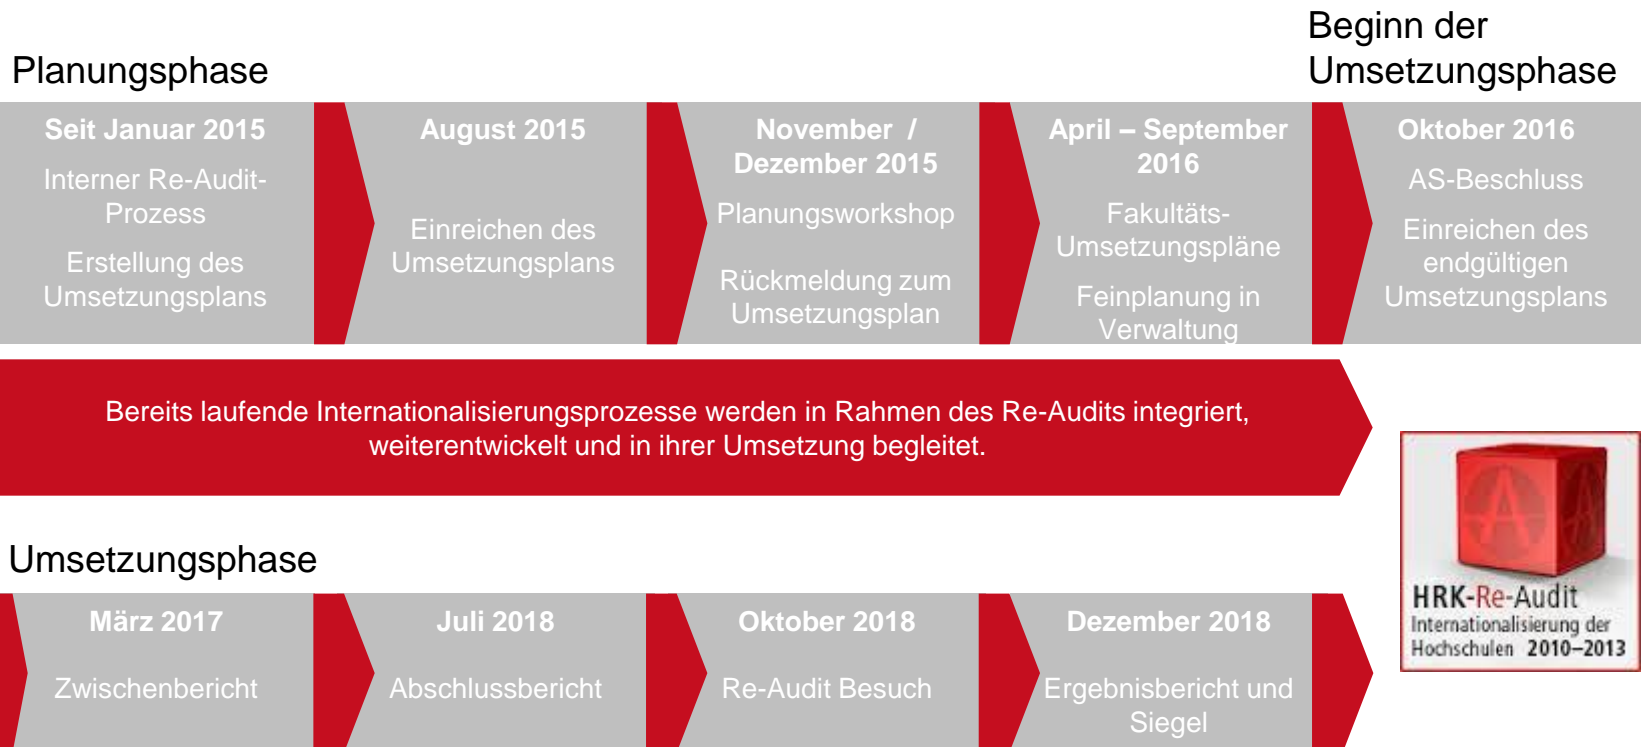 Planungsphase
Beginn der
Umsetzungsphase
Seit Januar 2015
Interner Re-Audit-
Prozess
Erstellung des
Umsetzungsplans
August 2015
Einreichen des
Umsetzungsplans
November /
Dezember 2015
Planungsworkshop
Rückmeldung zum
Umsetzungsplan
April – September
2016
Fakultäts-
Umsetzungspläne
Feinplanung in
Verwaltung
Oktober 2016
AS-Beschluss
Einreichen des
endgültigen
Umsetzungsplans
Bereits laufende Internationalisierungsprozesse werden in Rahmen des Re-Audits integriert,
weiterentwickelt und in ihrer Umsetzung begleitet.
HRK-Re-Audit
Internationalisierung der
Hochschulen 2010–2013
Umsetzungsphase
März 2017
Zwischenbericht
Juli 2018
Abschlussbericht
Oktober 2018
Re-Audit Besuch
Dezember 2018
Ergebnisbericht und
Siegel